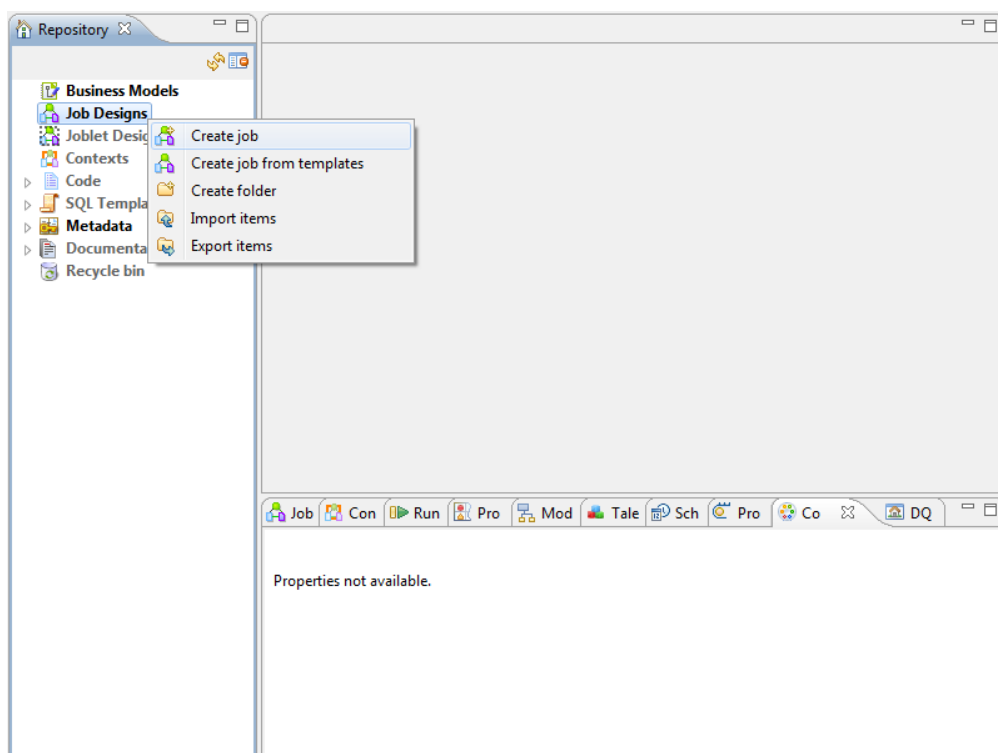 Repository
Business Models
Job Designs
Joblet Desig
Create job
Contexts
Create job from templates
Code
Create folder
SQL Templa
Import items
Metadata
Documenta
Export items
Recycle bin
Job Con Run Pro Mod Tale Sch Pro Co DQ
Properties not available.